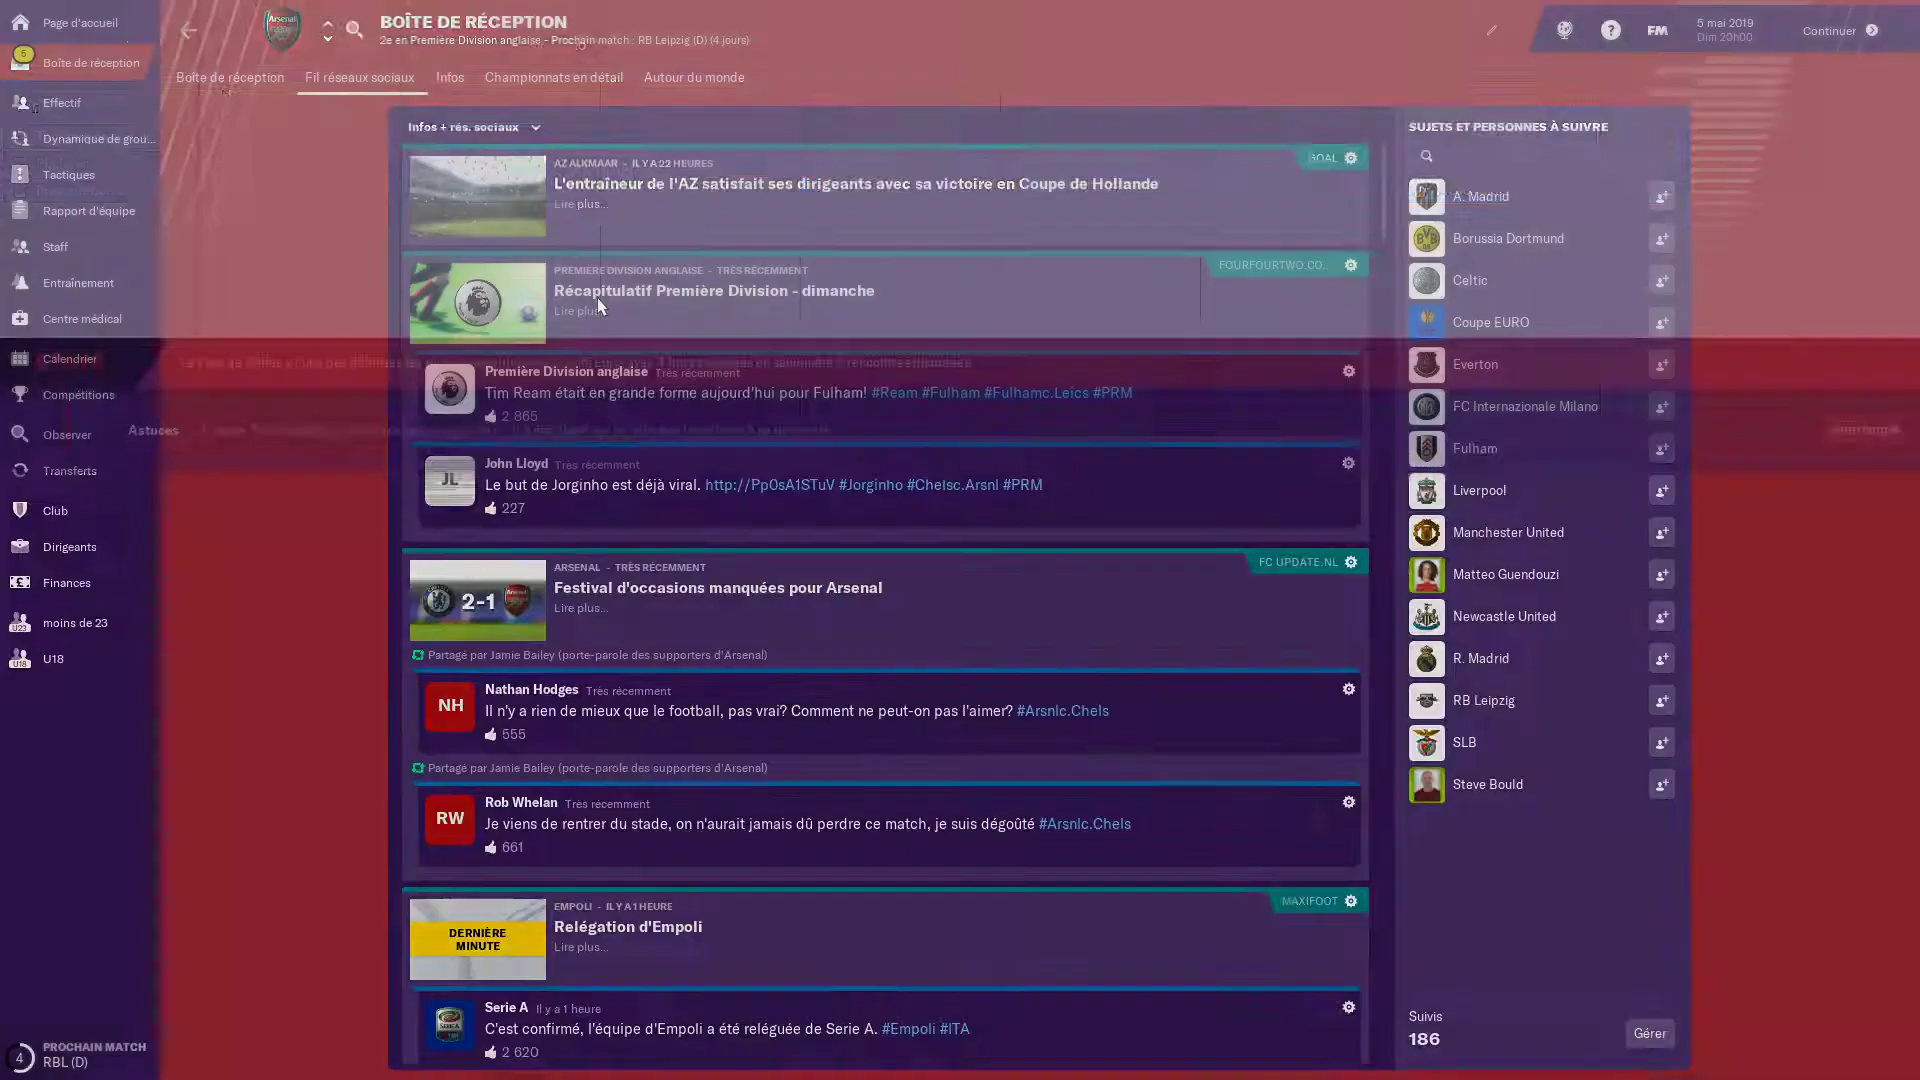 Page d'accueil
BOÎTE DE RÉCEPTION
2e en Première Division anglaise - Prochain match : RB Leipzig (D) (4 jours)
5 mai 2019
Dim 20h00
FM
Continuer
5
Boîte de réception
Boîte de réception
Fil réseaux sociaux
Infos
Championnats en détail
Autour du monde
Effectif
Dynamique de grou...
Tactiques
Rapport d'équipe
Staff
Entraînement
Centre médical
Calendrier
Compétitions
Observer
Transferts
Club
Dirigeants
Finances
moins de 23
U18
PROCHAIN MATCH
4
RBL (D)
Infos + rés. sociaux
AZ ALKMAAR - IL Y A 22 HEURES
GOAL
L'entraîneur de l'AZ satisfait ses dirigeants avec sa victoire en Coupe de Hollande
Lire plus...
PREMIÈRE DIVISION ANGLAISE - TRÈS RÉCEMMENT
FOURFOURTWO.CO...
Récapitulatif Première Division - dimanche
Lire plus...
Première Division anglaise Très récemment
Tim Ream était en grande forme aujourd'hui pour Fulham! #Ream #Fulham #Fulhamc.Leics #PRM
2 865
Astuces
John Lloyd Très récemment
JL
Le but de Jorginho est déjà viral. http://Pp0sA1STuV #Jorginho #Chelsc.Arsnl #PRM
227
ARSENAL - TRÈS RÉCEMMENT
FC UPDATE.NL
Festival d'occasions manquées pour Arsenal
2-1
Lire plus...
Partagé par Jamie Bailey (porte-parole des supporters d'Arsenal)
Nathan Hodges Très récemment
NH
Il n'y a rien de mieux que le football, pas vrai? Comment ne peut-on pas l'aimer? #Arsnlc.Chels
555
Partagé par Jamie Bailey (porte-parole des supporters d'Arsenal)
Rob Whelan Très récemment
RW
Je viens de rentrer du stade, on n'aurait jamais dû perdre ce match, je suis dégoûté #Arsnlc.Chels
661
EMPOLI - IL Y A 1 HEURE
MAXIFOOT
Relégation d'Empoli
DERNIÈRE
MINUTE
Lire plus...
Serie A Il y a 1 heure
C'est confirmé, l'équipe d'Empoli a été reléguée de Serie A. #Empoli #ITA
2 620
SUJETS ET PERSONNES À SUIVRE
A. Madrid
Borussia Dortmund
Celtic
Coupe EURO
Everton
FC Internazionale Milano
Fulham
Liverpool
Manchester United
Matteo Guendouzi
Newcastle United
R. Madrid
RB Leipzig
SLB
Steve Bould
Suivis
186
Gérer